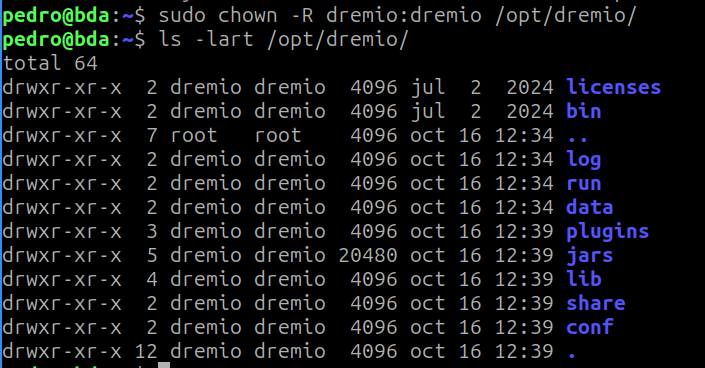 pedro@bda:~$ sudo chown -R dremio:dremio /opt/dremio/
pedro@bda:~$ ls -lart /opt/dremio/
total 64
drwxr-xr-x  2 dremio dremio  4096 jul  2  2024 licenses
drwxr-xr-x  2 dremio dremio  4096 jul  2  2024 bin
drwxr-xr-x  7 root   root    4096 oct 16 12:34 ..
drwxr-xr-x  2 dremio dremio  4096 oct 16 12:34 log
drwxr-xr-x  2 dremio dremio  4096 oct 16 12:34 run
drwxr-xr-x  2 dremio dremio  4096 oct 16 12:34 data
drwxr-xr-x  3 dremio dremio  4096 oct 16 12:39 plugins
drwxr-xr-x  5 dremio dremio 20480 oct 16 12:39 jars
drwxr-xr-x  4 dremio dremio  4096 oct 16 12:39 lib
drwxr-xr-x  2 dremio dremio  4096 oct 16 12:39 share
drwxr-xr-x  2 dremio dremio  4096 oct 16 12:39 conf
drwxr-xr-x 12 dremio dremio  4096 oct 16 12:39 .